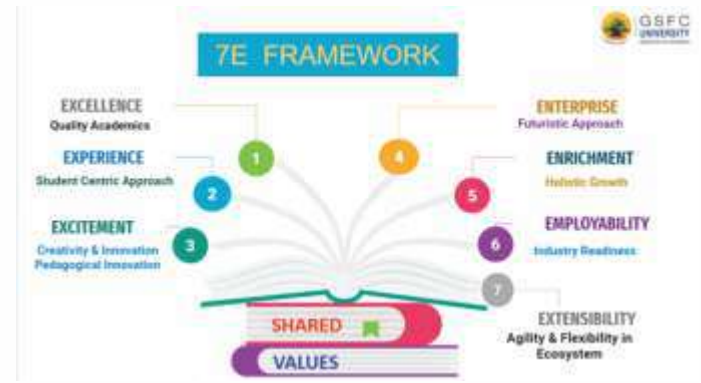 7E FRAMEWORK
GSFC
UNIVERSITY
EXCELLENCE
Quality Academics
1
EXPERIENCE
Student Centric Approach
2
EXCITEMENT
Creativity & Innovation
Pedagogical Innovation
3
4
ENTERPRISE
Futuristic Approach
5
ENRICHMENT
Holistic Growth
6
EMPLOYABILITY
Industry Readiness
7
EXTENSIBILITY
Agility & Flexibility in
Ecosystem
SHARED
VALUES